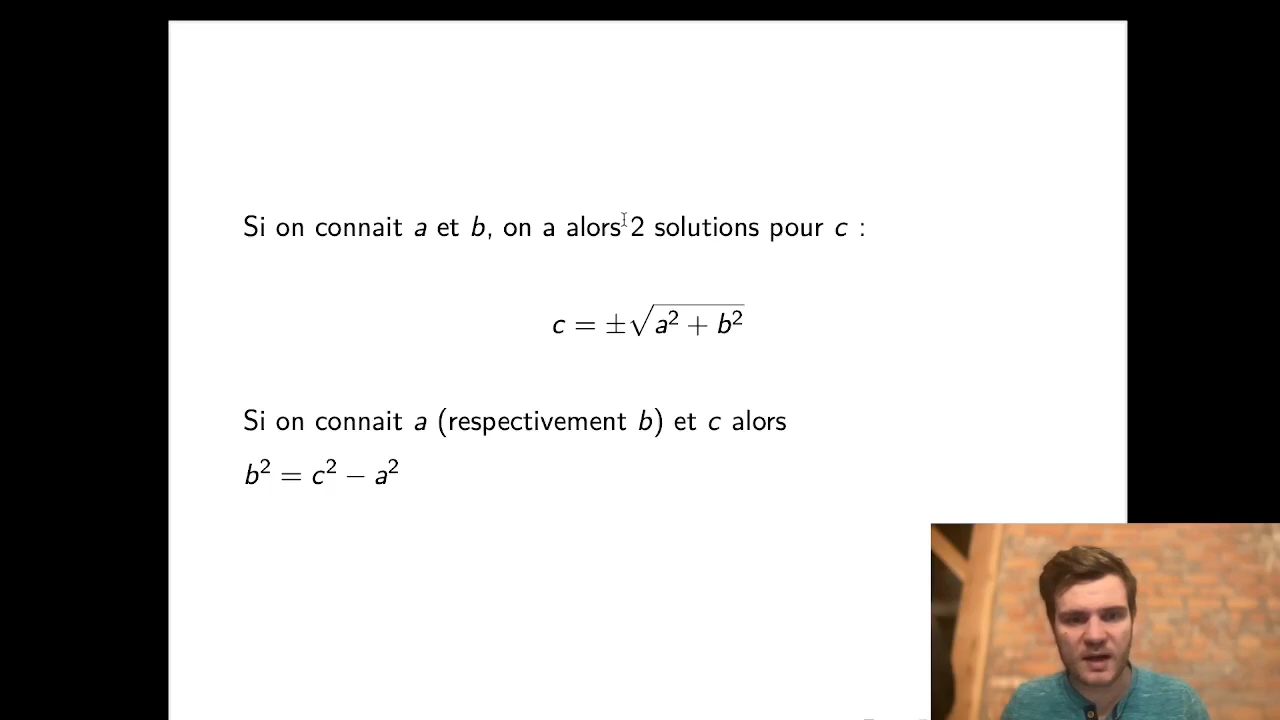 Si on connait a et b, on a alors 2 solutions pour c :
c = ±√(a² + b²)
Si on connait a (respectivement b) et c alors
b² = c² − a²